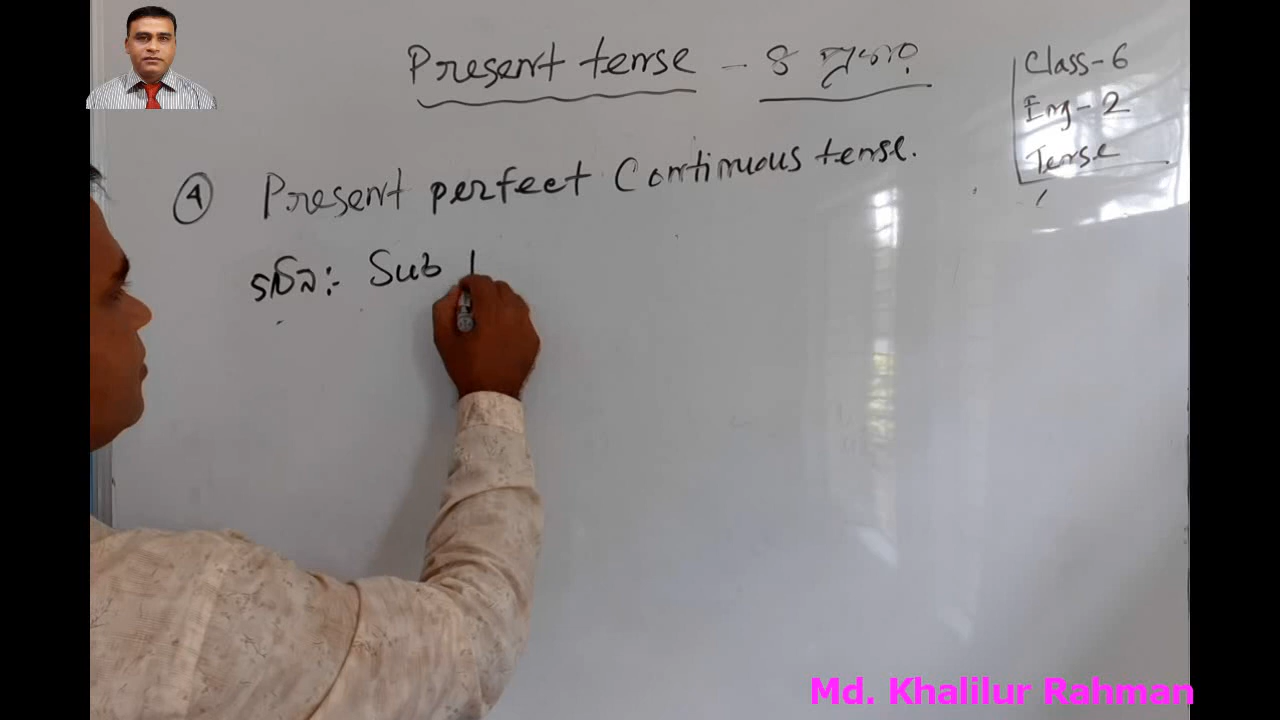 Present tense - ৪ প্রকার
Class-6
Eng-2
Tense
④ Present perfect Continuous tense.
গঠন:- Sub
Md. Khalilur Rahman